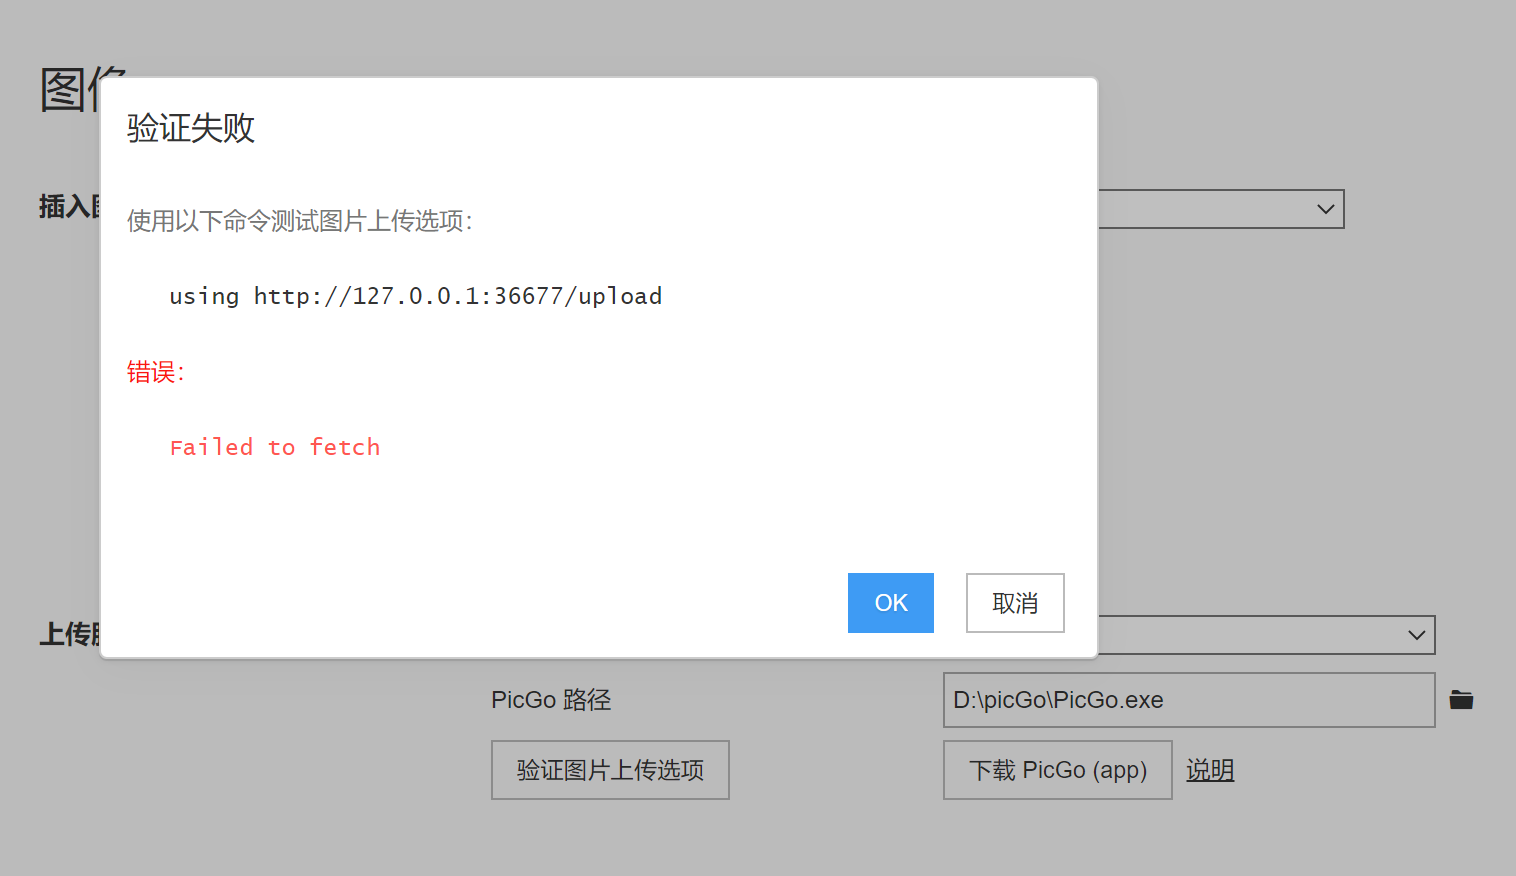 图像
验证失败
插入
使用以下命令测试图片上传选项：
using http://127.0.0.1:36677/upload
错误：
Failed to fetch
OK
取消
上传
PicGo 路径
D:\picGo\PicGo.exe
验证图片上传选项
下载 PicGo (app)
说明